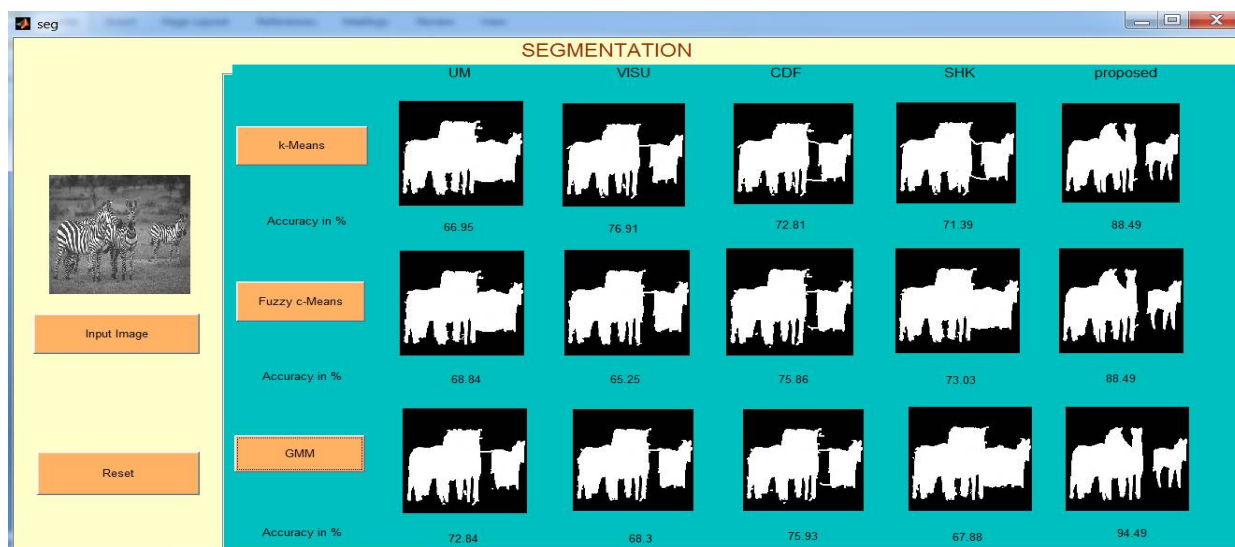 seg
SEGMENTATION
UM VISU CDF SHK proposed
k-Means
Accuracy in % 66.95 76.91 72.81 71.39 88.49
Fuzzy c-Means
Input Image
Accuracy in % 68.84 65.25 75.86 73.03 88.49
GMM
Reset
Accuracy in % 72.84 68.3 75.93 67.88 94.49